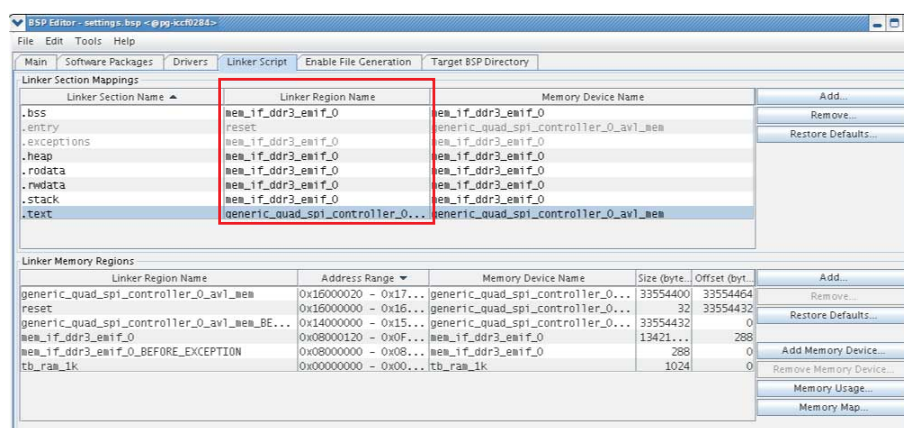 BSP Editor - settings.bsp <@pg-iccf0284>
File Edit Tools Help
Main Software Packages Drivers Linker Script Enable File Generation Target BSP Directory
Linker Section Mappings
Linker Section Name Linker Region Name Memory Device Name Add...
.bss mem_if_ddr3_emif_0 mem_if_ddr3_emif_0 Remove...
.entry reset generic_quad_spi_controller_0_avl_mem Restore Defaults...
.exceptions mem_if_ddr3_emif_0 mem_if_ddr3_emif_0
.heap mem_if_ddr3_emif_0 mem_if_ddr3_emif_0
.rodata mem_if_ddr3_emif_0 mem_if_ddr3_emif_0
.rwdata mem_if_ddr3_emif_0 mem_if_ddr3_emif_0
.stack mem_if_ddr3_emif_0 mem_if_ddr3_emif_0
.text generic_quad_spi_controller_0... generic_quad_spi_controller_0_avl_mem
Linker Memory Regions
Linker Region Name Address Range Memory Device Name Size (byte... Offset (byt... Add...
generic_quad_spi_controller_0_avl_mem 0x16000020 - 0x17... generic_quad_spi_controller_0... 33554400 33554464 Remove...
reset 0x16000000 - 0x16... generic_quad_spi_controller_0... 32 33554432 Restore Defaults...
generic_quad_spi_controller_0_avl_mem_BE... 0x14000000 - 0x15... generic_quad_spi_controller_0... 33554432 0
mem_if_ddr3_emif_0 0x08000120 - 0x0F... mem_if_ddr3_emif_0 13421... 288
mem_if_ddr3_emif_0_BEFORE_EXCEPTION 0x08000000 - 0x08... mem_if_ddr3_emif_0 288 0 Add Memory Device...
tb_ram_1k 0x00000000 - 0x00... tb_ram_1k 1024 0 Remove Memory Device...
Memory Usage...
Memory Map...